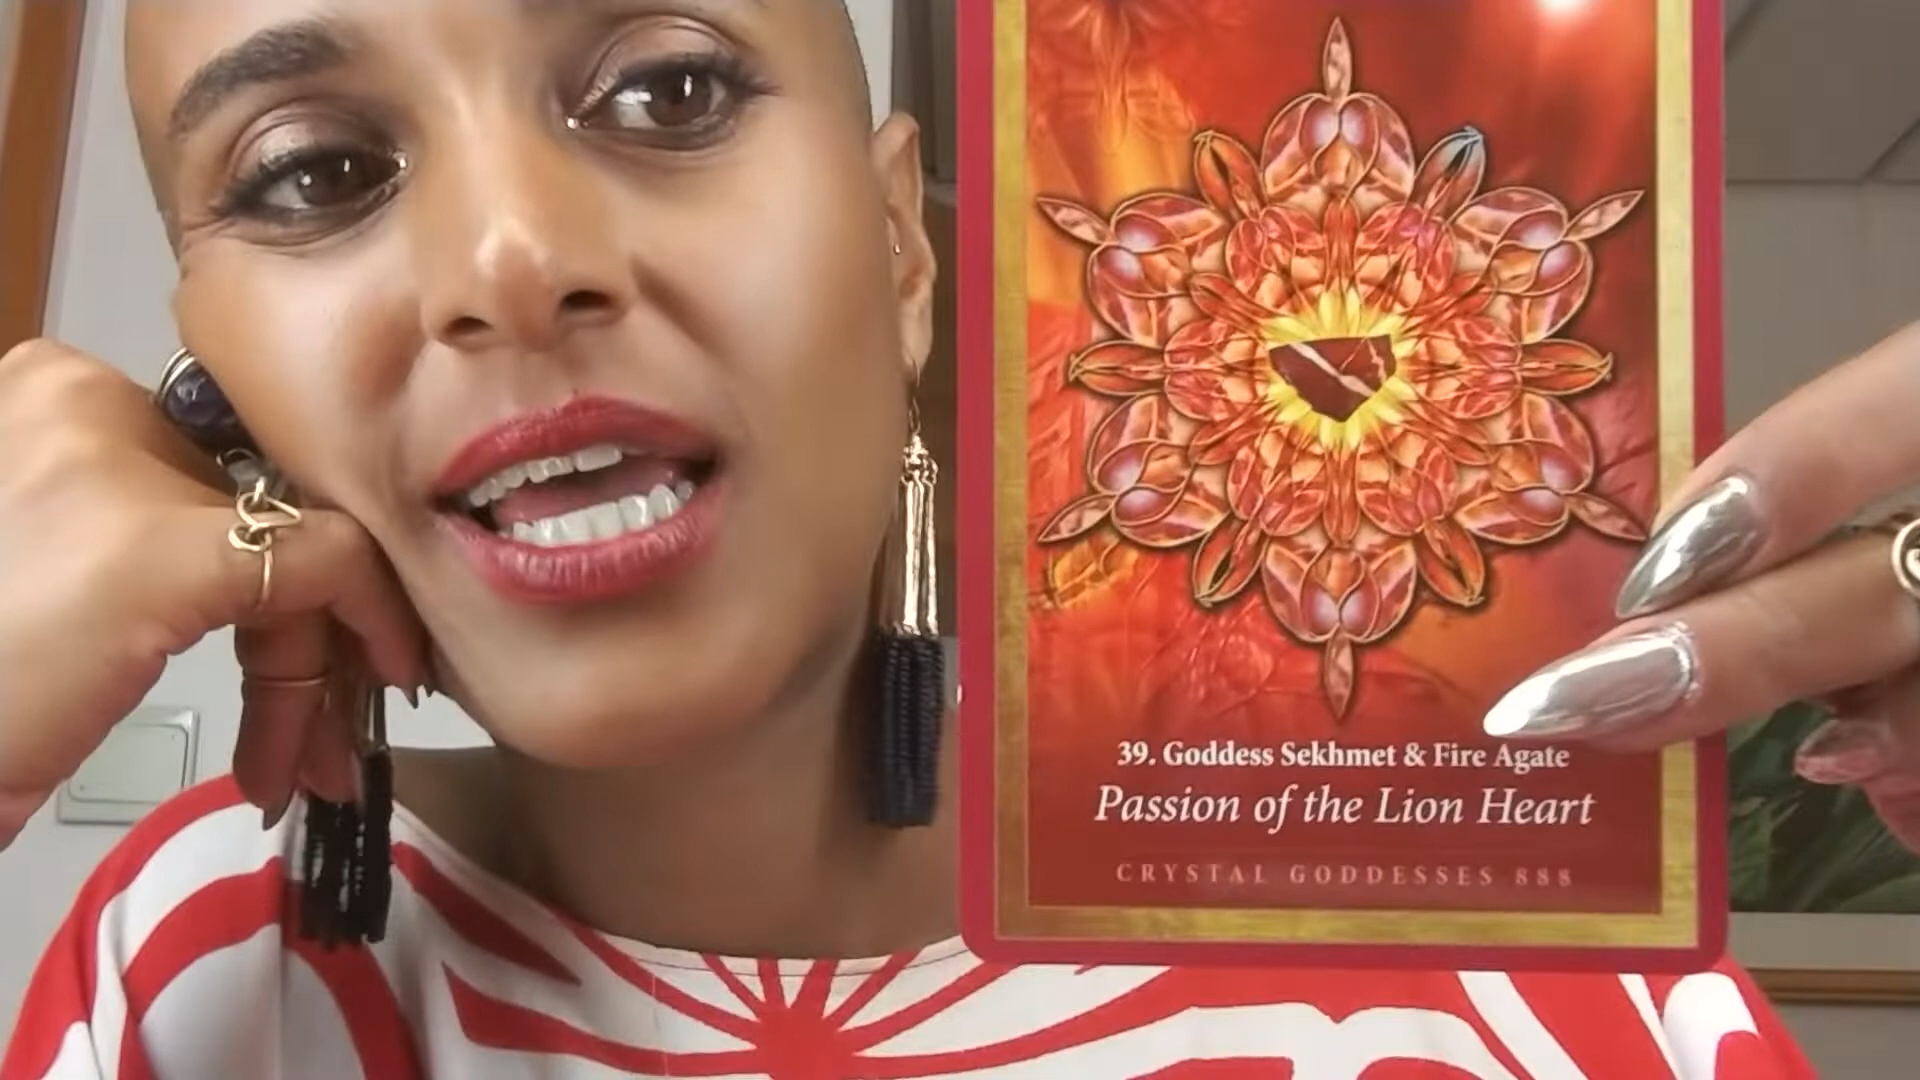 39. Goddess Sekhmet & Fire Agate
Passion of the Lion Heart
CRYSTAL GODDESSES 888